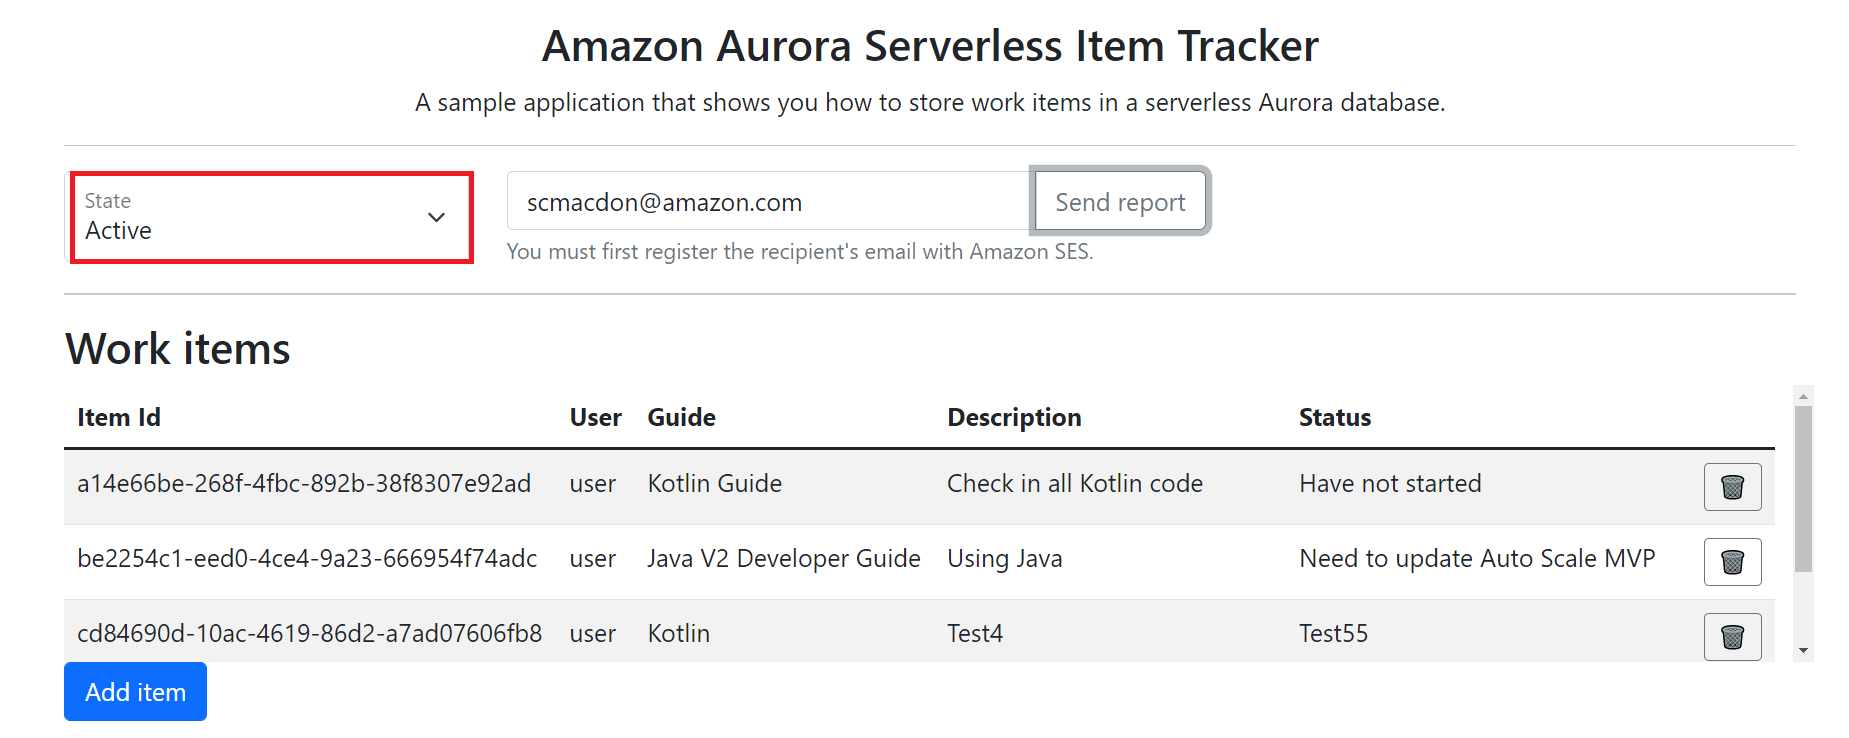 Amazon Aurora Serverless Item Tracker
A sample application that shows you how to store work items in a serverless Aurora database.
State
Active
scmacdon@amazon.com
Send report
You must first register the recipient's email with Amazon SES.
Work items
Item Id User Guide Description Status
a14e66be-268f-4fbc-892b-38f8307e92ad user Kotlin Guide Check in all Kotlin code Have not started
be2254c1-eed0-4ce4-9a23-666954f74adc user Java V2 Developer Guide Using Java Need to update Auto Scale MVP
cd84690d-10ac-4619-86d2-a7ad07606fb8 user Kotlin Test4 Test55
Add item